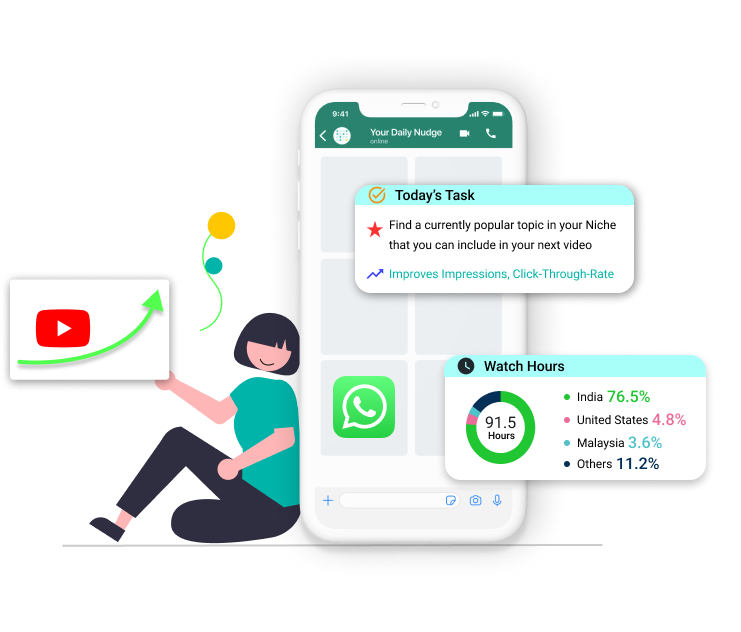 9:41
Your Daily Nudge
online
Today's Task
Find a currently popular topic in your Niche
that you can include in your next video
Improves Impressions, Click-Through-Rate
Watch Hours
91.5
Hours
India 76.5%
United States 4.8%
Malaysia 3.6%
Others 11.2%